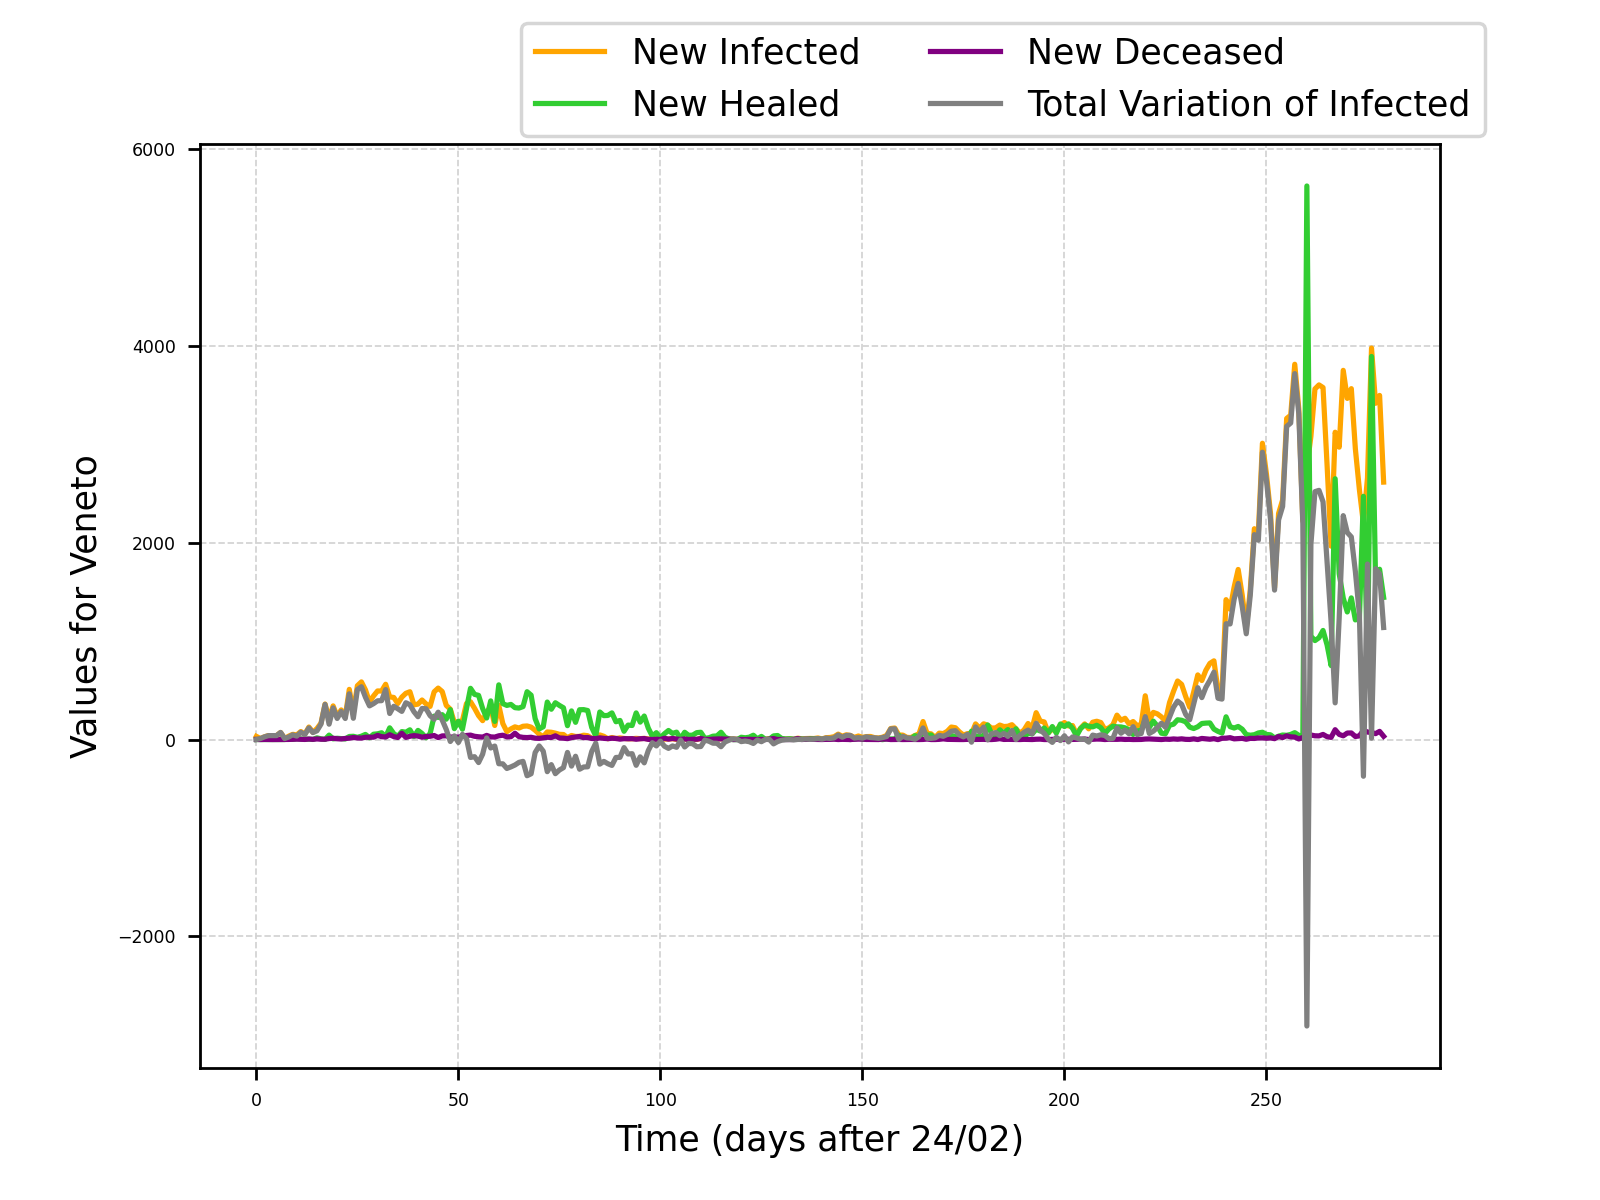 New Infected
New Healed
New Deceased
Total Variation of Infected
6000
4000
2000
0
−2000
Values for Veneto
0 50 100 150 200 250
Time (days after 24/02)